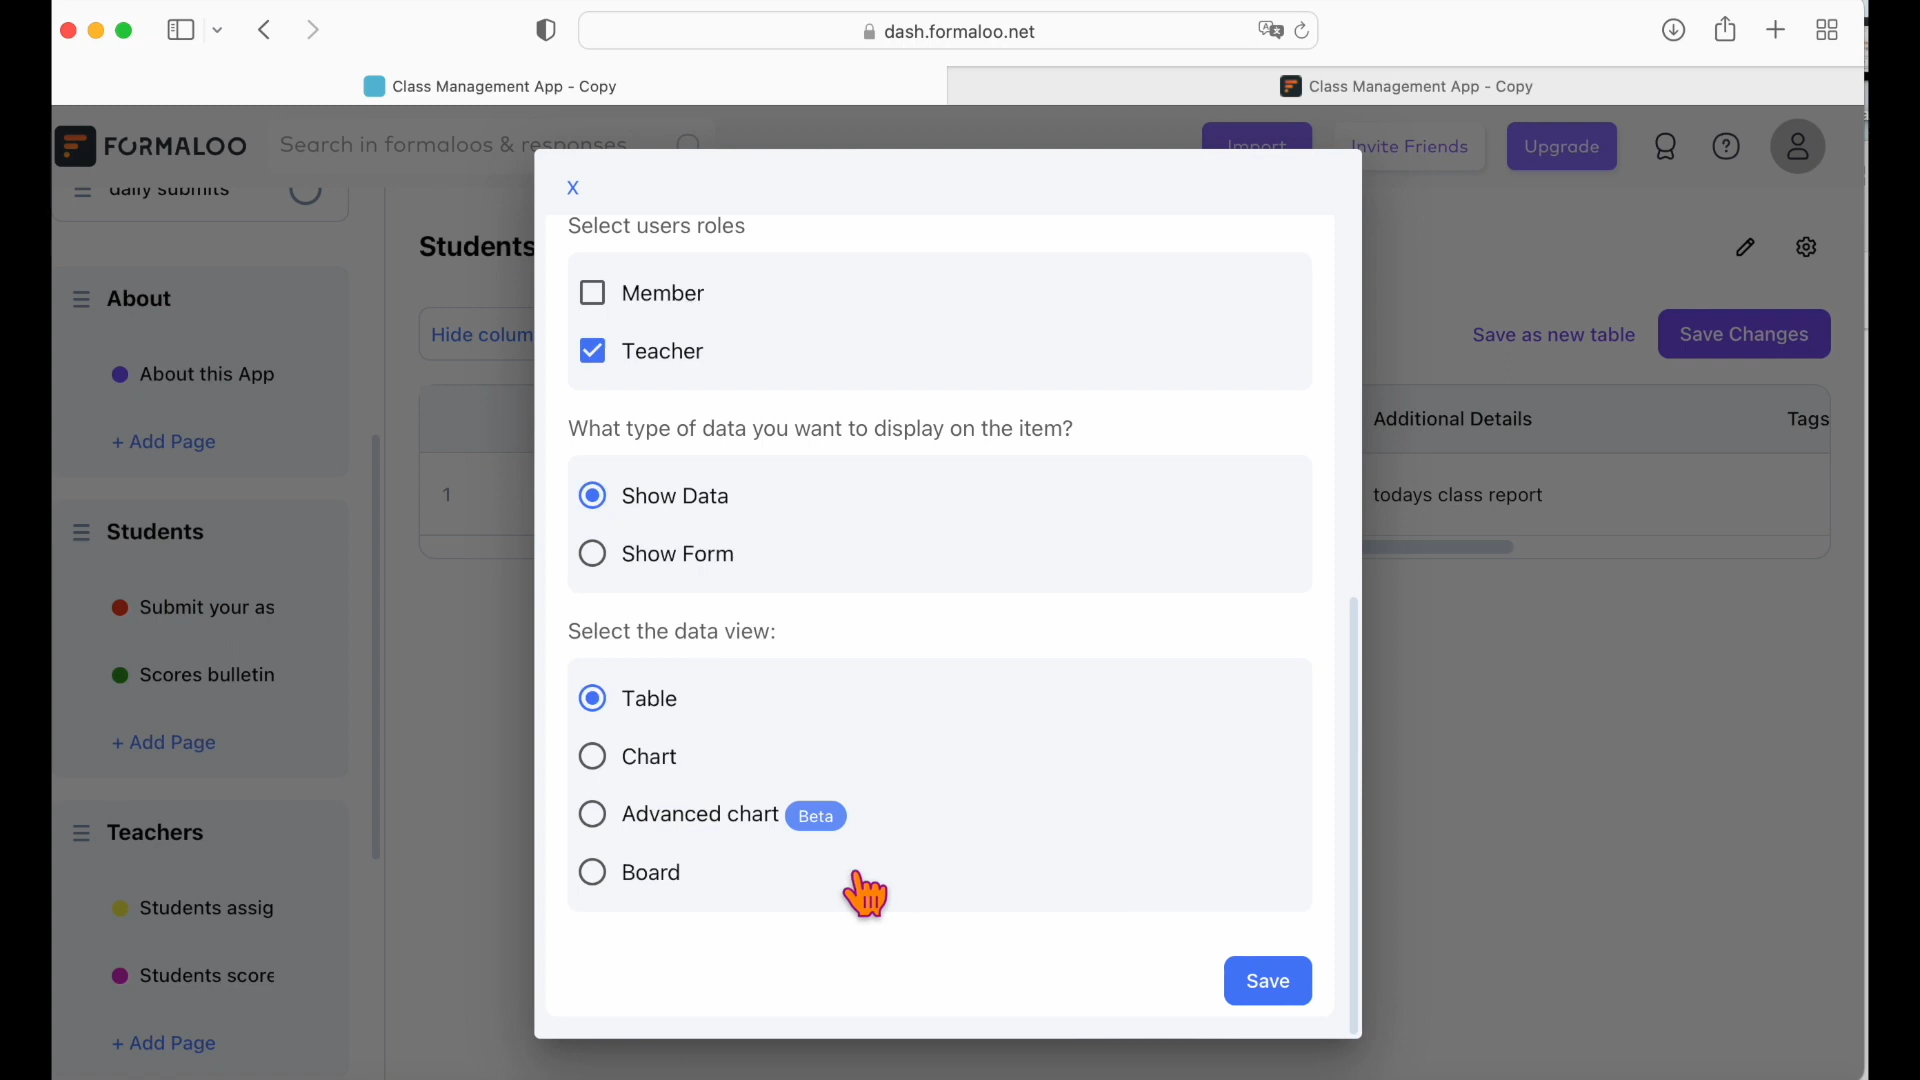 dash.formaloo.net
Class Management App - Copy
Class Management App - Copy
FORMALOO
Search in formaloos & responses
Import
Invite Friends
Upgrade
daily submits
About
About this App
+ Add Page
Students
Submit your as
Scores bulletin
+ Add Page
Teachers
Students assig
Students score
+ Add Page
Students
Hide colum
Save as new table
Save Changes
Additional Details
Tags
1
todays class report
X
Select users roles
Member
Teacher
What type of data you want to display on the item?
Show Data
Show Form
Select the data view:
Table
Chart
Advanced chart Beta
Board
Save